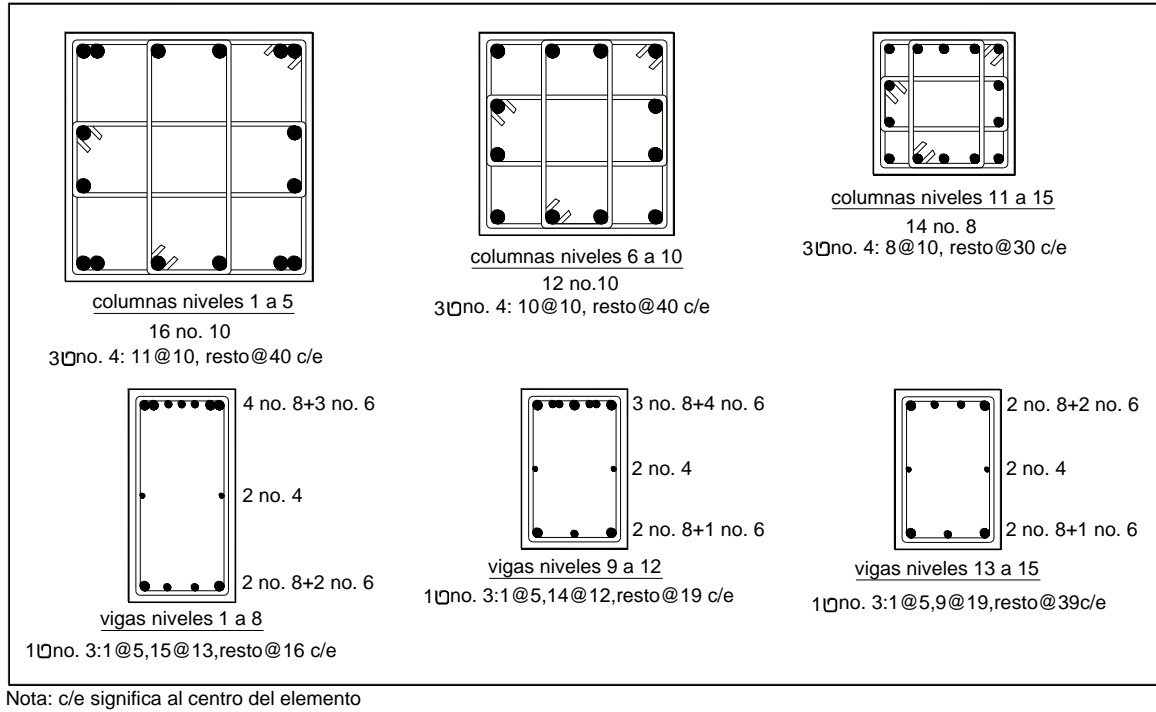 columnas niveles 1 a 5
16 no. 10
3 no. 4: 11@10, resto@40 c/e
columnas niveles 6 a 10
12 no.10
3 no. 4: 10@10, resto@40 c/e
columnas niveles 11 a 15
14 no. 8
3 no. 4: 8@10, resto@30 c/e
4 no. 8+3 no. 6
2 no. 4
2 no. 8+2 no. 6
vigas niveles 1 a 8
1 no. 3:1@5,15@13,resto@16 c/e
3 no. 8+4 no. 6
2 no. 4
2 no. 8+1 no. 6
vigas niveles 9 a 12
1 no. 3:1@5,14@12,resto@19 c/e
2 no. 8+2 no. 6
2 no. 4
2 no. 8+1 no. 6
vigas niveles 13 a 15
1 no. 3:1@5,9@19,resto@39c/e
Nota: c/e significa al centro del elemento